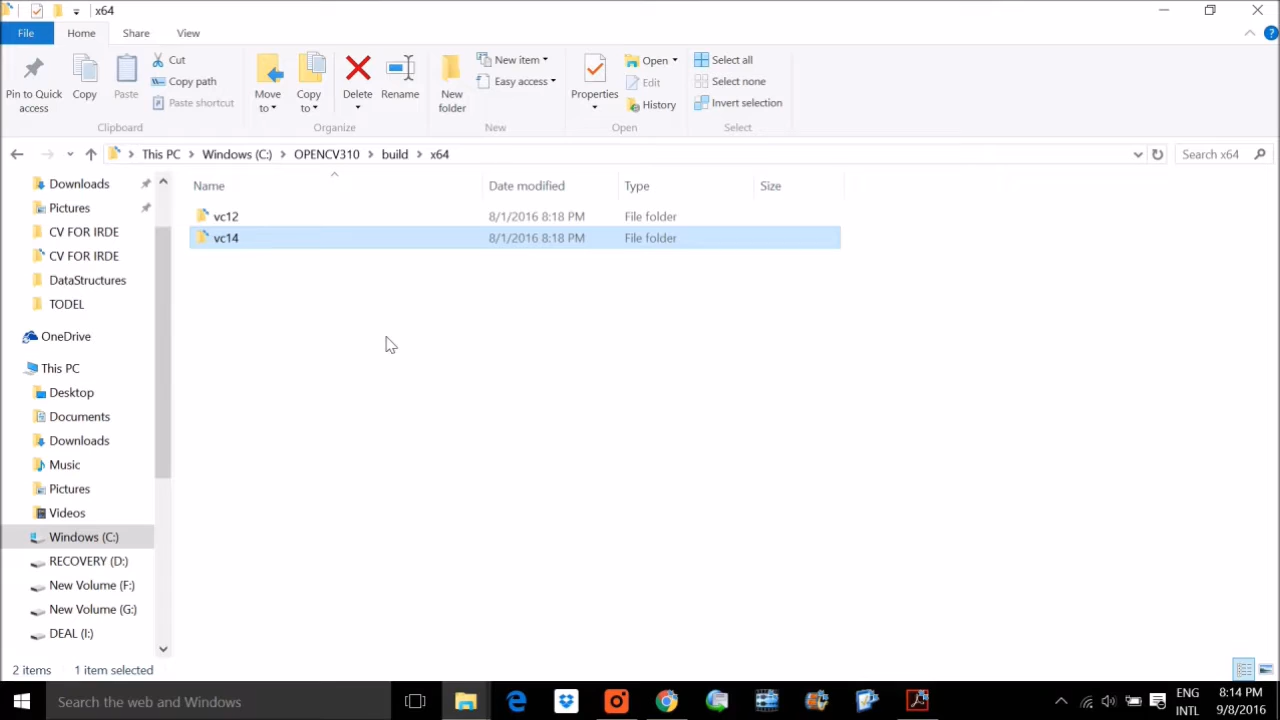 x64
File Home Share View
Pin to Quick access
Copy
Paste
Cut
Copy path
Paste shortcut
Clipboard
Move to
Copy to
Delete
Rename
Organize
New folder
New item
Easy access
New
Properties
Open
Edit
History
Open
Select all
Select none
Invert selection
Select
This PC > Windows (C:) > OPENCV310 > build > x64
Search x64
Name Date modified Type Size
vc12 8/1/2016 8:18 PM File folder
vc14 8/1/2016 8:18 PM File folder
Downloads
Pictures
CV FOR IRDE
CV FOR IRDE
DataStructures
TODEL
OneDrive
This PC
Desktop
Documents
Downloads
Music
Pictures
Videos
Windows (C:)
RECOVERY (D:)
New Volume (F:)
New Volume (G:)
DEAL (I:)
2 items 1 item selected
Search the web and Windows
ENG
INTL
8:14 PM
9/8/2016